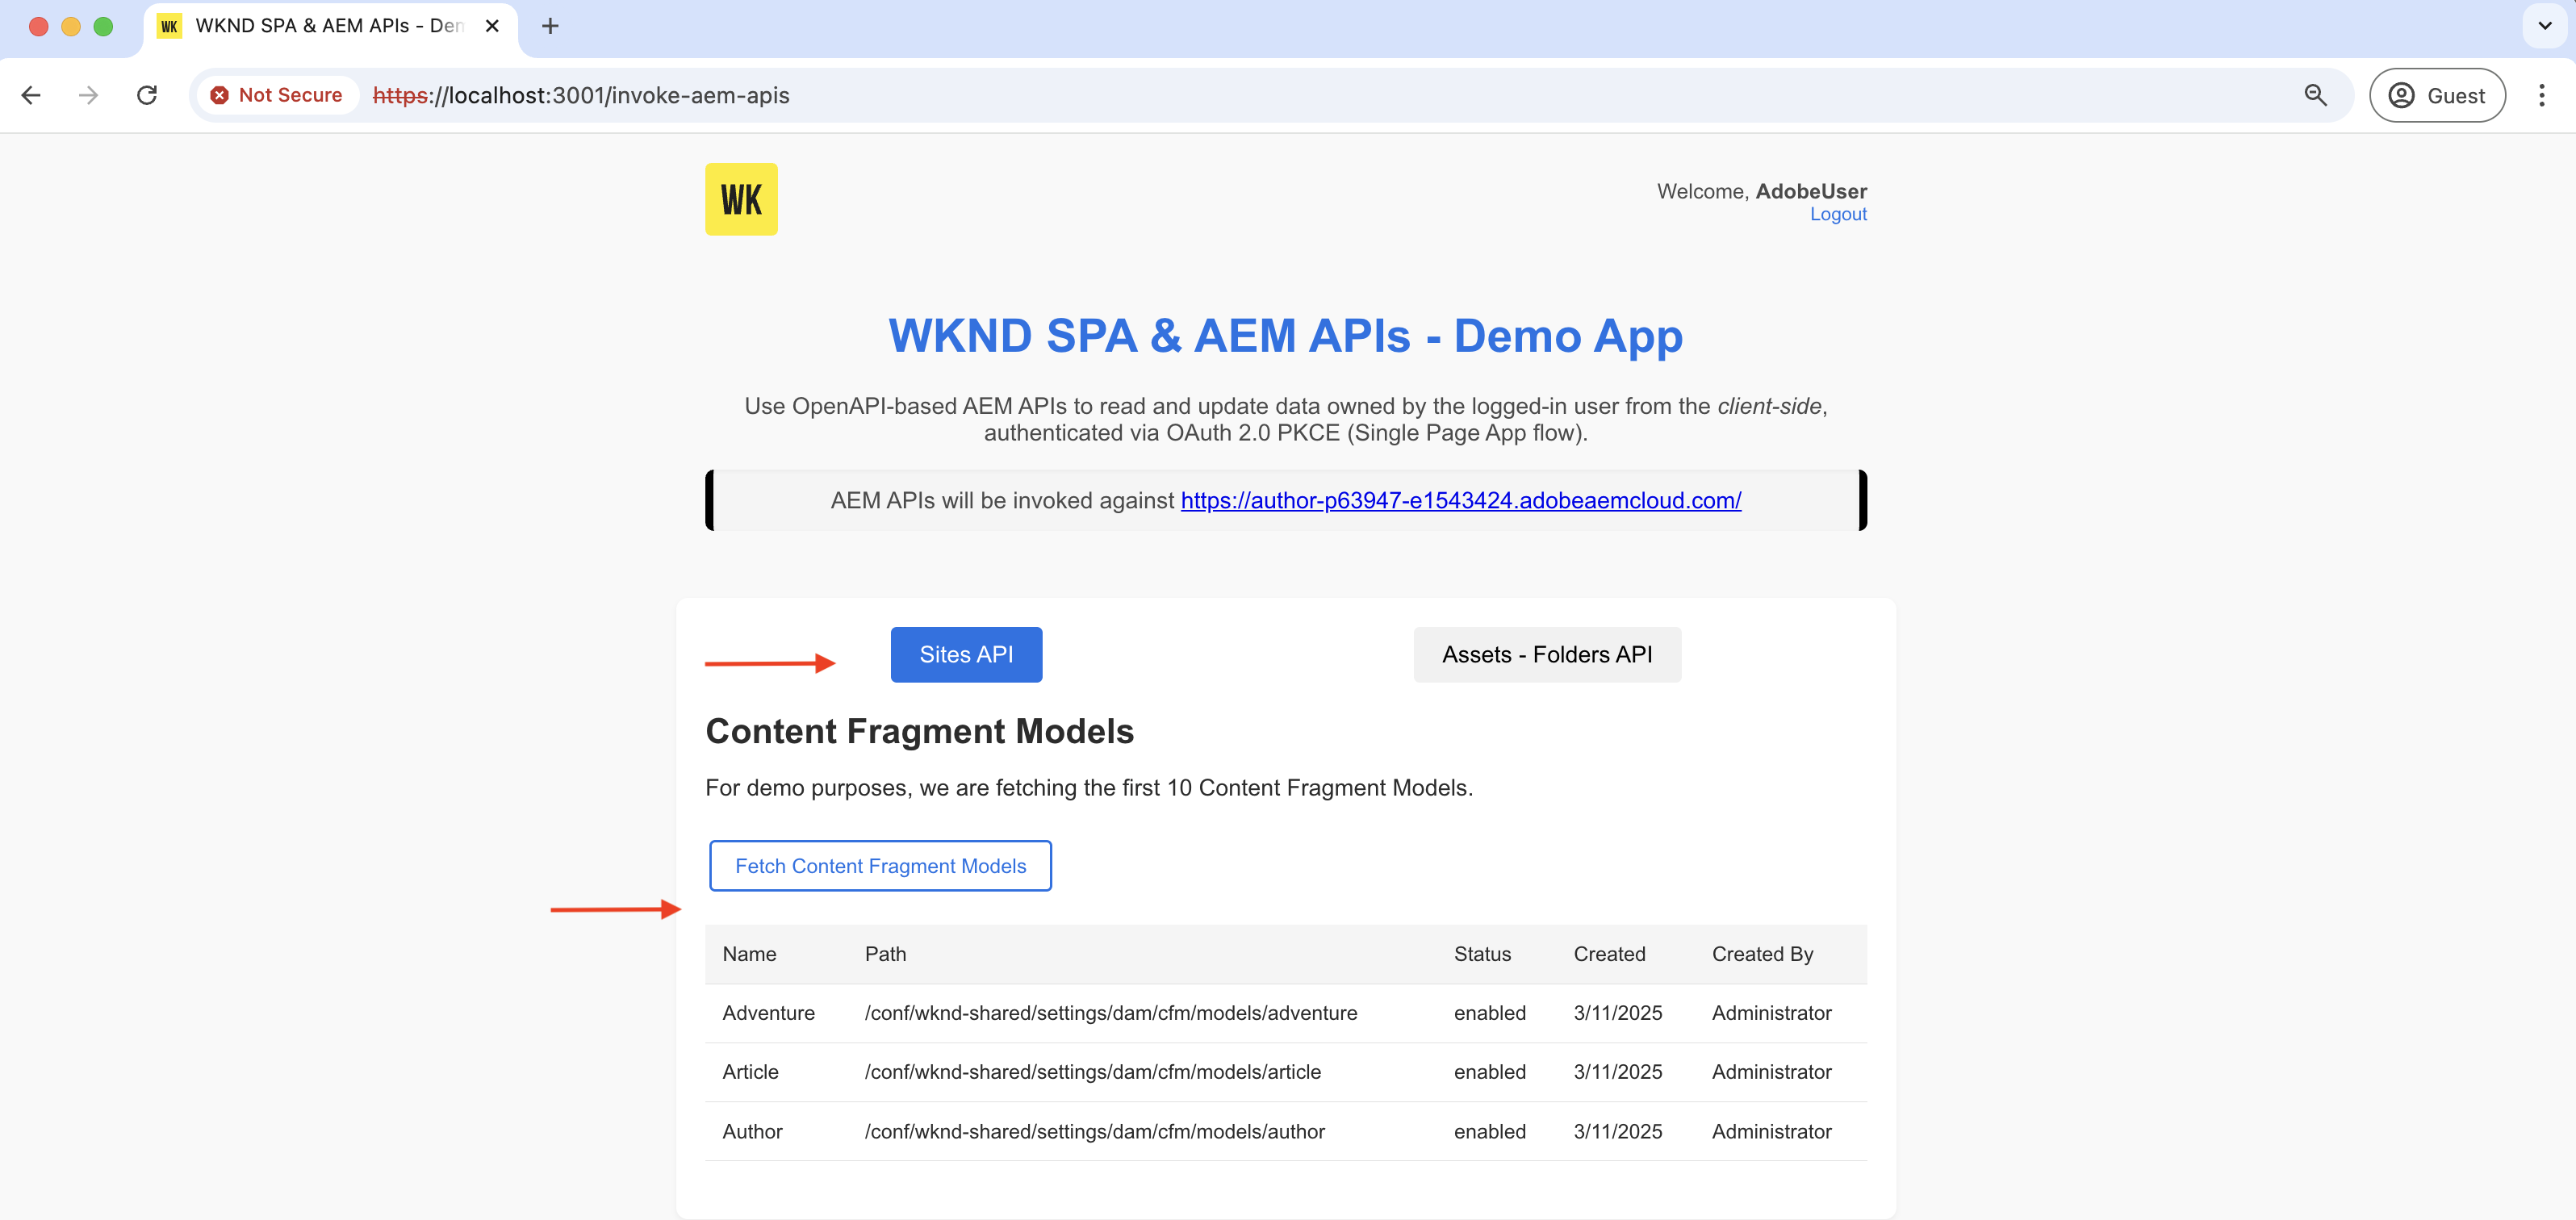 WK WKND SPA & AEM APIs - Den
Not Secure https://localhost:3001/invoke-aem-apis Guest
WK
Welcome, AdobeUser
Logout
WKND SPA & AEM APIs - Demo App
Use OpenAPI-based AEM APIs to read and update data owned by the logged-in user from the client-side,
authenticated via OAuth 2.0 PKCE (Single Page App flow).
AEM APIs will be invoked against https://author-p63947-e1543424.adobeaemcloud.com/
Sites API Assets - Folders API
Content Fragment Models
For demo purposes, we are fetching the first 10 Content Fragment Models.
Fetch Content Fragment Models
Name Path Status Created Created By
Adventure /conf/wknd-shared/settings/dam/cfm/models/adventure enabled 3/11/2025 Administrator
Article /conf/wknd-shared/settings/dam/cfm/models/article enabled 3/11/2025 Administrator
Author /conf/wknd-shared/settings/dam/cfm/models/author enabled 3/11/2025 Administrator